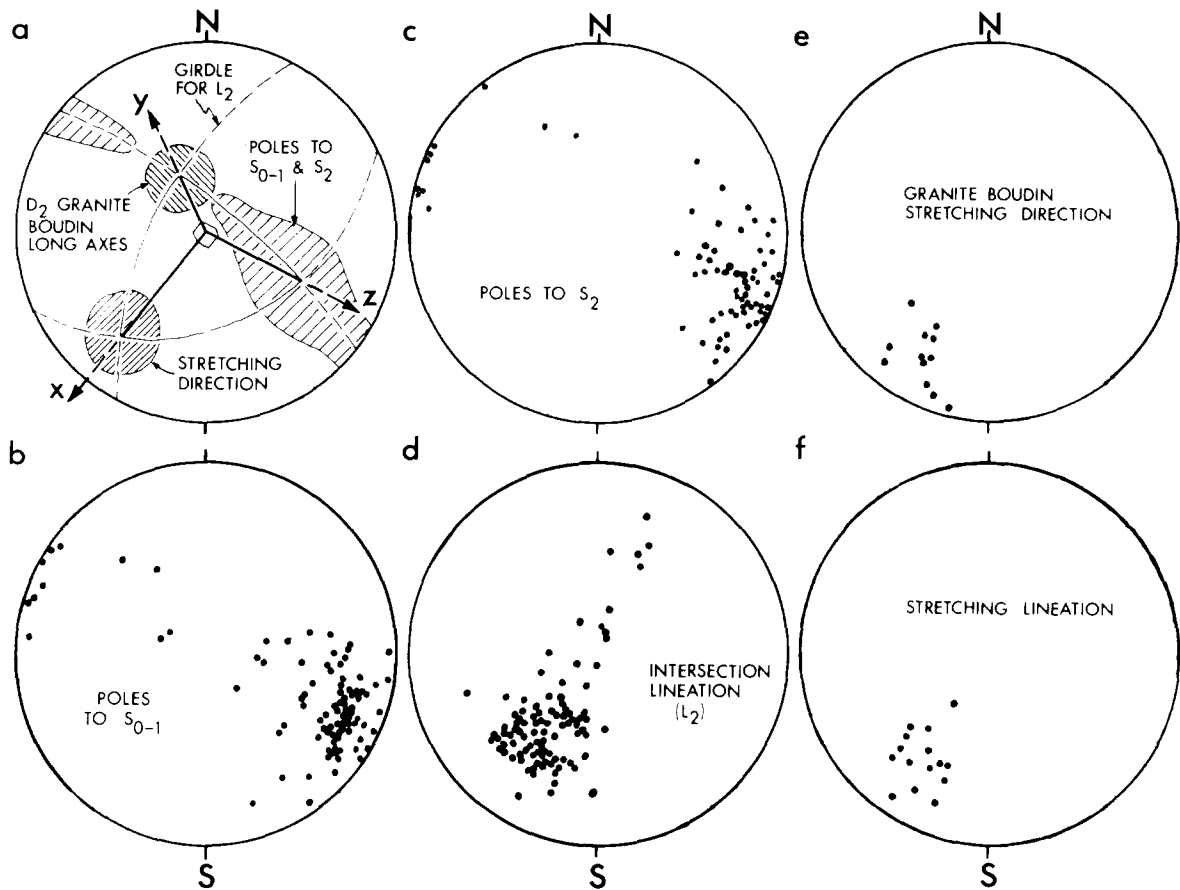 a
N
GIRDLE
FOR L2
y
POLES TO
S0-1 & S2
D2 GRANITE
BOUDIN
LONG AXES
z
STRETCHING
DIRECTION
x
c
N
POLES TO S2
e
N
GRANITE BOUDIN
STRETCHING DIRECTION
b
POLES
TO S0-1
S
d
INTERSECTION
LINEATION
(L2)
S
f
STRETCHING LINEATION
S